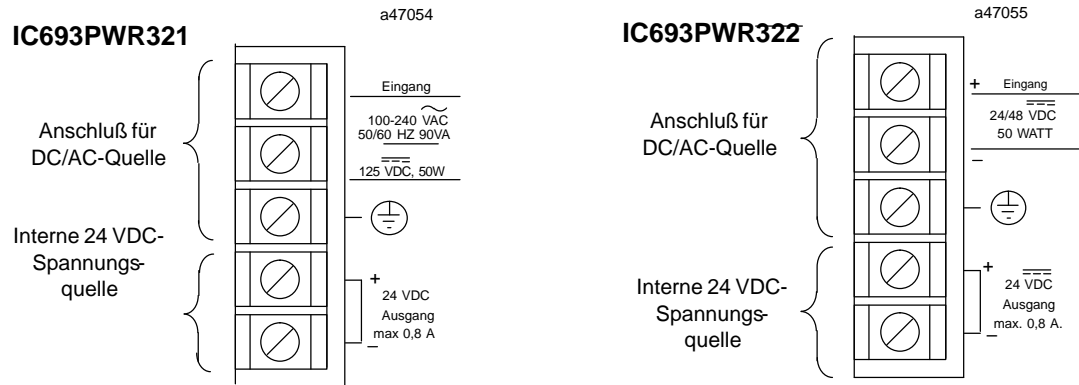 a47054
IC693PWR321
Eingang
100-240 VAC
50/60 HZ 90VA
125 VDC, 50W
Anschluß für
DC/AC-Quelle
Interne 24 VDC-
Spannungs-
quelle
+
24 VDC
Ausgang
max 0,8 A
–
a47055
IC693PWR322
+ Eingang
24/48 VDC
50 WATT
–
Anschluß für
DC/AC-Quelle
Interne 24 VDC-
Spannungs-
quelle
+
24 VDC
Ausgang
max. 0,8 A.
–